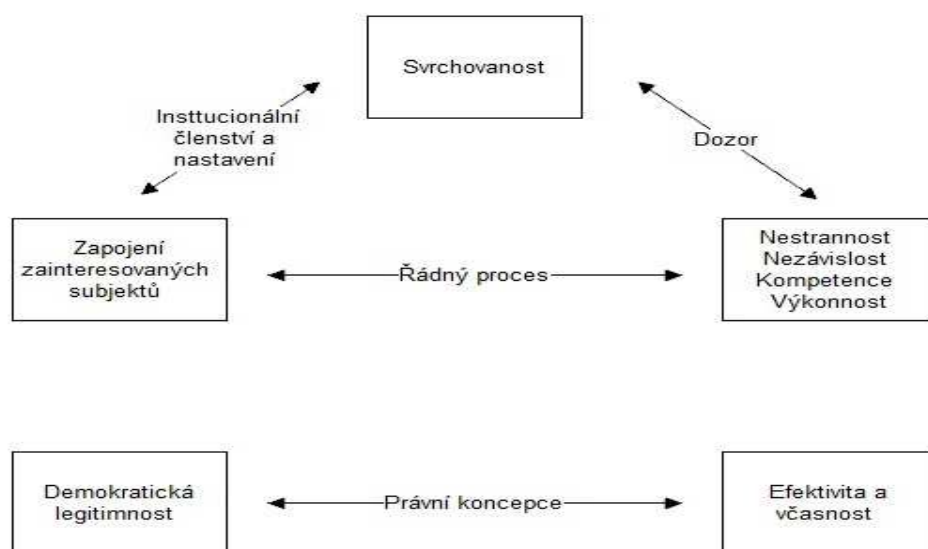 Svrchovanost
Insttucionální
členství a
nastavení
Dozor
Zapojení
zainteresovaných
subjektů
Řádný proces
Nestrannost
Nezávislost
Kompetence
Výkonnost
Demokratická
legitimnost
Právní koncepce
Efektivita a
včasnost